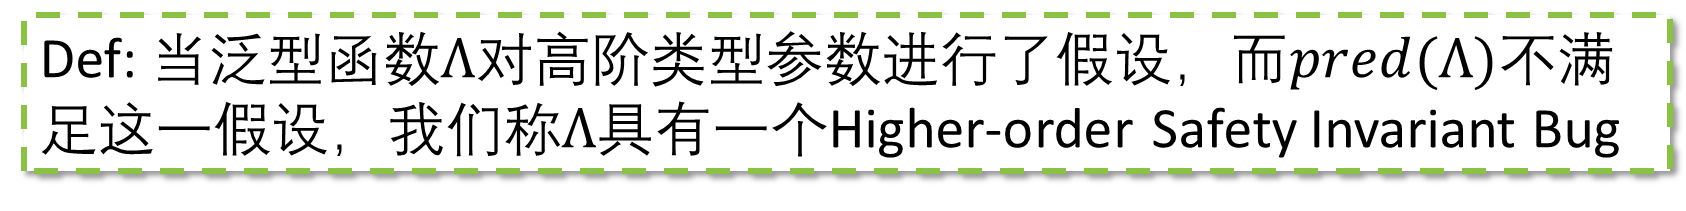 Def: 当泛型函数Λ对高阶类型参数进行了假设，而pred(Λ)不满
足这一假设，我们称Λ具有一个Higher-order Safety Invariant Bug